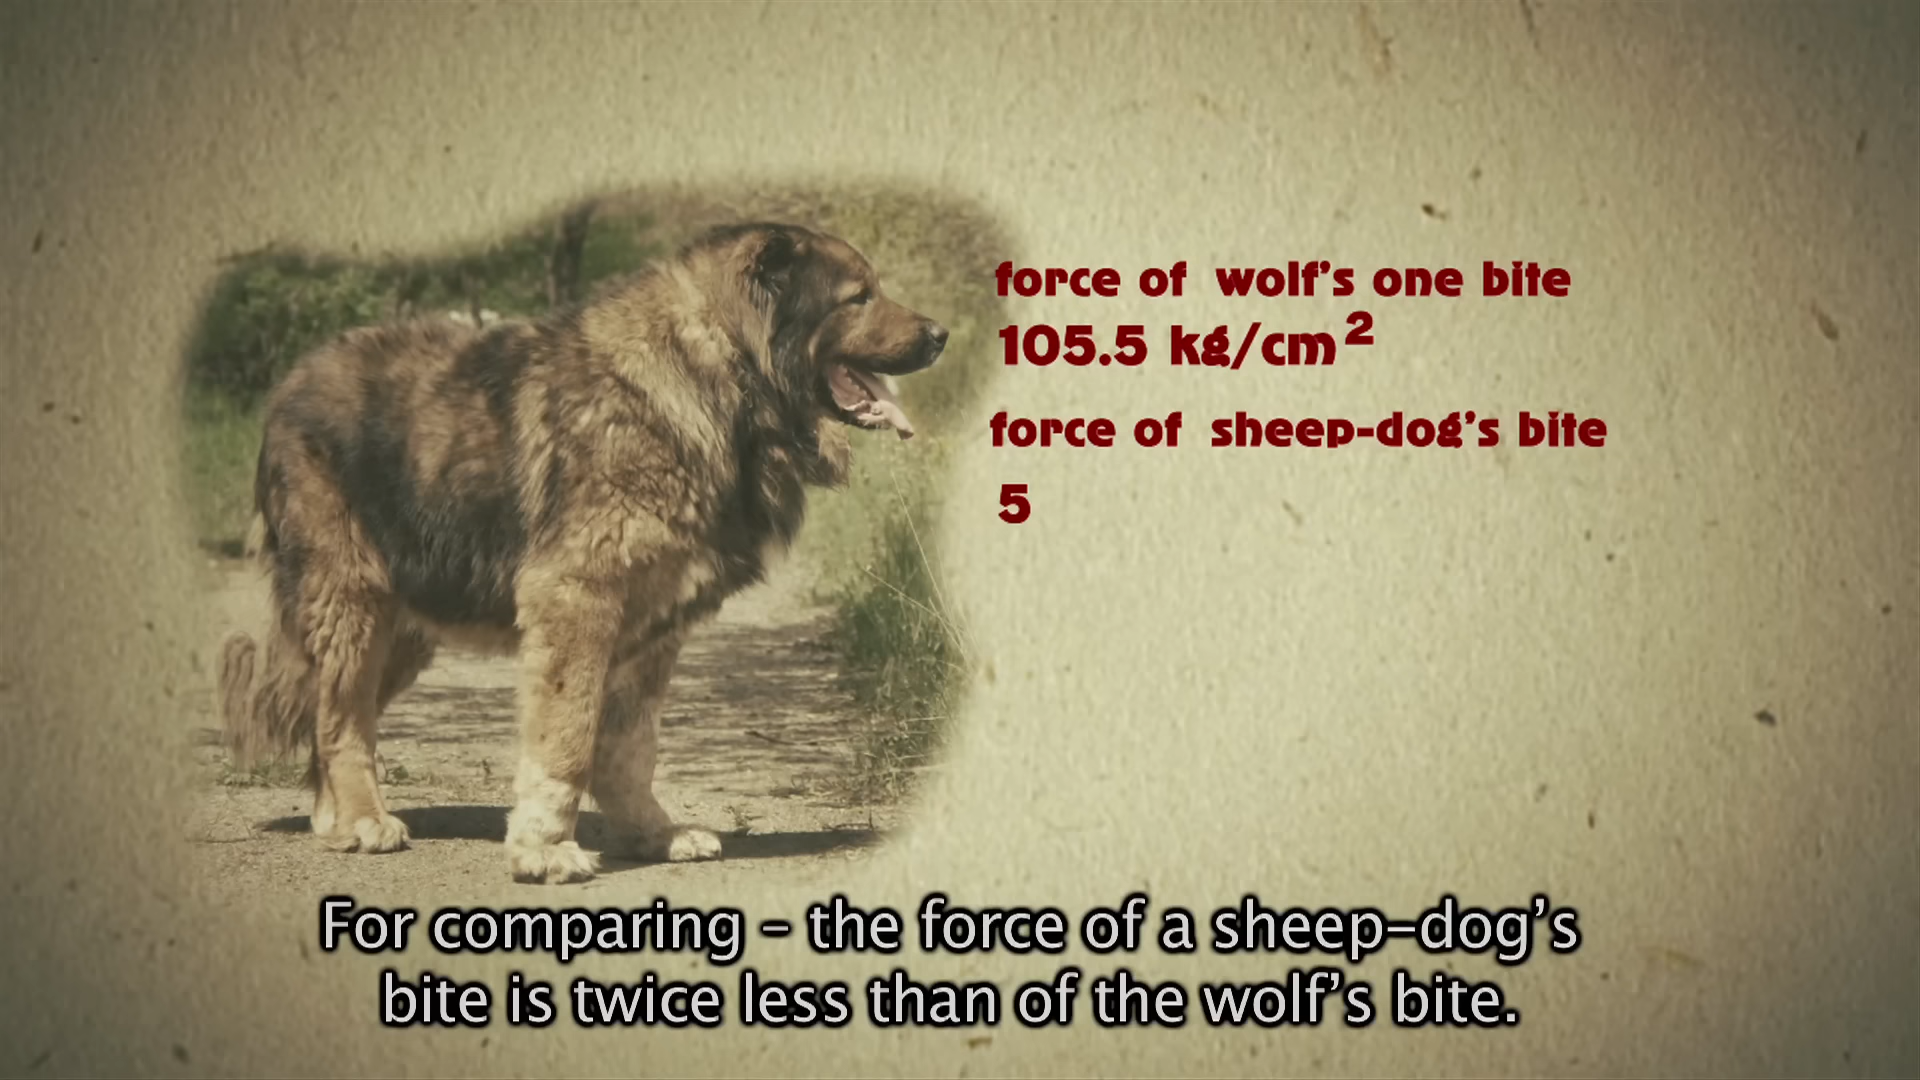 force of wolf's one bite
105.5 kg/cm²
force of sheep-dog's bite
5
For comparing – the force of a sheep-dog's
bite is twice less than of the wolf's bite.